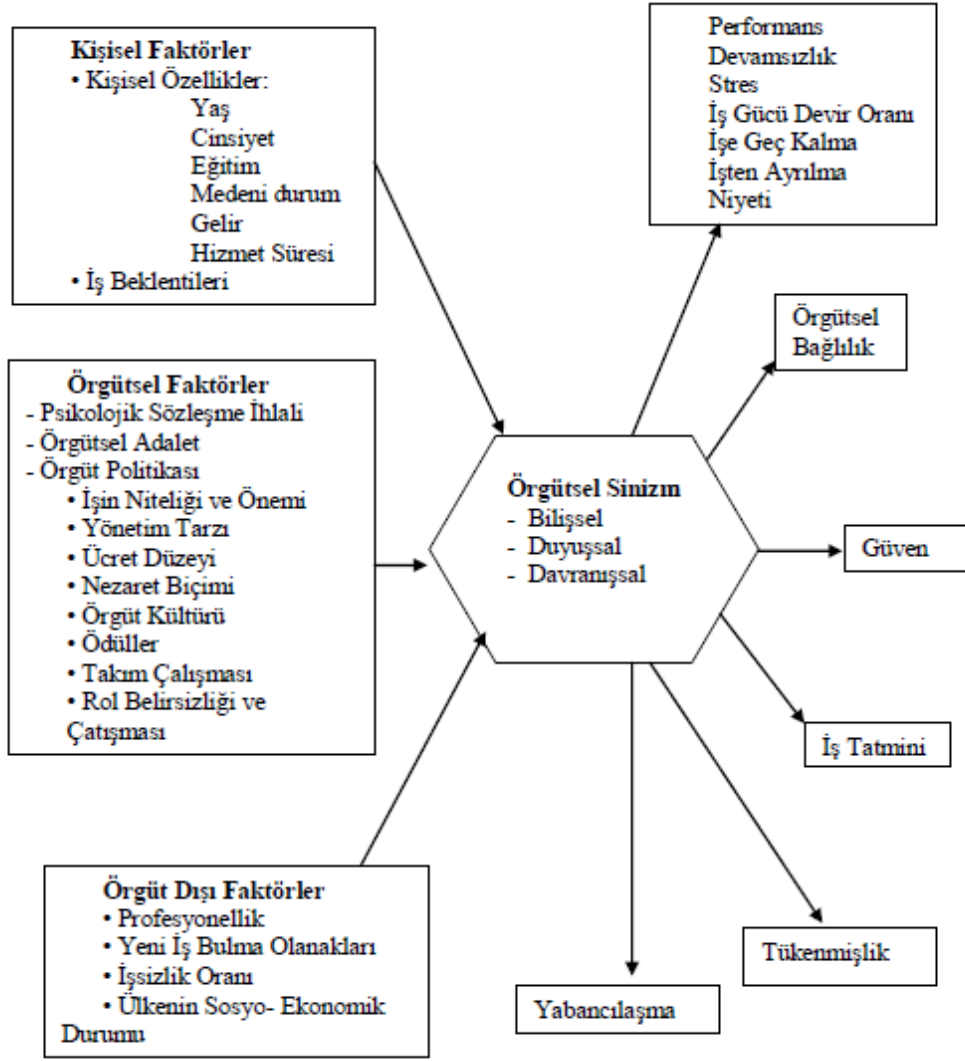 Kişisel Faktörler
• Kişisel Özellikler:
Yaş
Cinsiyet
Eğitim
Medeni durum
Gelir
Hizmet Süresi
• İş Beklentileri
Örgütsel Faktörler
- Psikolojik Sözleşme İhlali
- Örgütsel Adalet
- Örgüt Politikası
• İşin Niteliği ve Önemi
• Yönetim Tarzı
• Ücret Düzeyi
• Nezaret Biçimi
• Örgüt Kültürü
• Ödüller
• Takım Çalışması
• Rol Belirsizliği ve
Çatışması
Örgüt Dışı Faktörler
• Profesyonellik
• Yeni İş Bulma Olanakları
• İşsizlik Oranı
• Ülkenin Sosyo- Ekonomik
Durumu
Örgütsel Sinizm
- Bilişsel
- Duyuşsal
- Davranışsal
Performans
Devamsızlık
Stres
İş Gücü Devir Oranı
İşe Geç Kalma
İşten Ayrılma
Niyeti
Örgütsel
Bağlılık
Güven
İş Tatmini
Tükenmişlik
Yabancılaşma